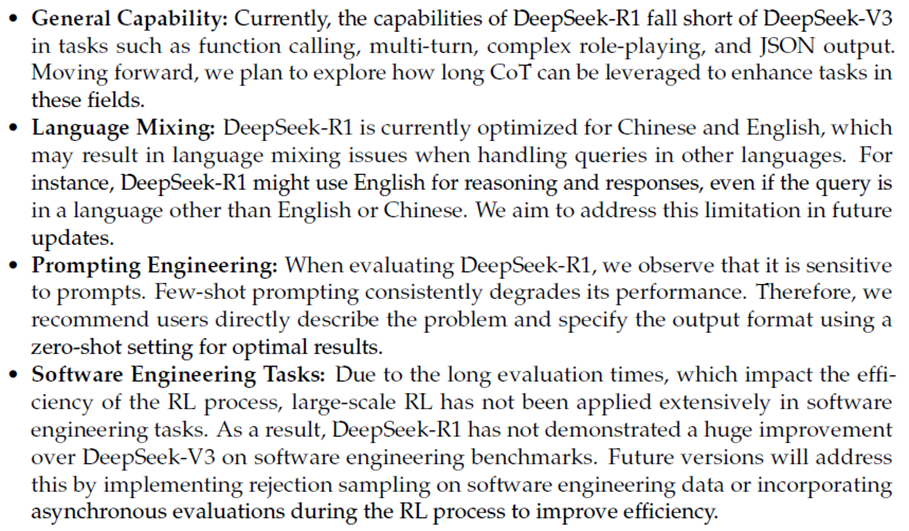 • General Capability: Currently, the capabilities of DeepSeek-R1 fall short of DeepSeek-V3
in tasks such as function calling, multi-turn, complex role-playing, and JSON output.
Moving forward, we plan to explore how long CoT can be leveraged to enhance tasks in
these fields.
• Language Mixing: DeepSeek-R1 is currently optimized for Chinese and English, which
may result in language mixing issues when handling queries in other languages. For
instance, DeepSeek-R1 might use English for reasoning and responses, even if the query is
in a language other than English or Chinese. We aim to address this limitation in future
updates.
• Prompting Engineering: When evaluating DeepSeek-R1, we observe that it is sensitive
to prompts. Few-shot prompting consistently degrades its performance. Therefore, we
recommend users directly describe the problem and specify the output format using a
zero-shot setting for optimal results.
• Software Engineering Tasks: Due to the long evaluation times, which impact the effi-
ciency of the RL process, large-scale RL has not been applied extensively in software
engineering tasks. As a result, DeepSeek-R1 has not demonstrated a huge improvement
over DeepSeek-V3 on software engineering benchmarks. Future versions will address
this by implementing rejection sampling on software engineering data or incorporating
asynchronous evaluations during the RL process to improve efficiency.